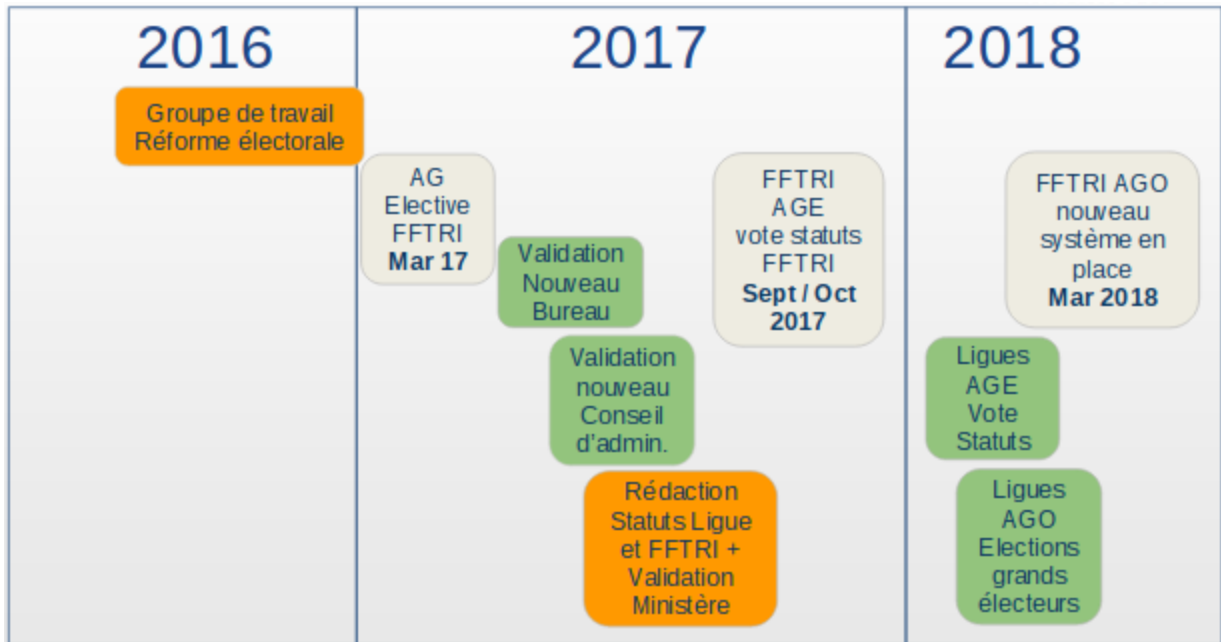 2016
2017
2018
Groupe de travail
Réforme électorale
AG
Elective
FFTRI
Mar 17
Validation
Nouveau
Bureau
Validation
nouveau
Conseil
d'admin.
Rédaction
Statuts Ligue
et FFTRI +
Validation
Ministère
FFTRI
AGE
vote statuts
FFTRI
Sept / Oct
2017
FFTRI AGO
nouveau
système en
place
Mar 2018
Ligues
AGE
Vote
Statuts
Ligues
AGO
Elections
grands
électeurs